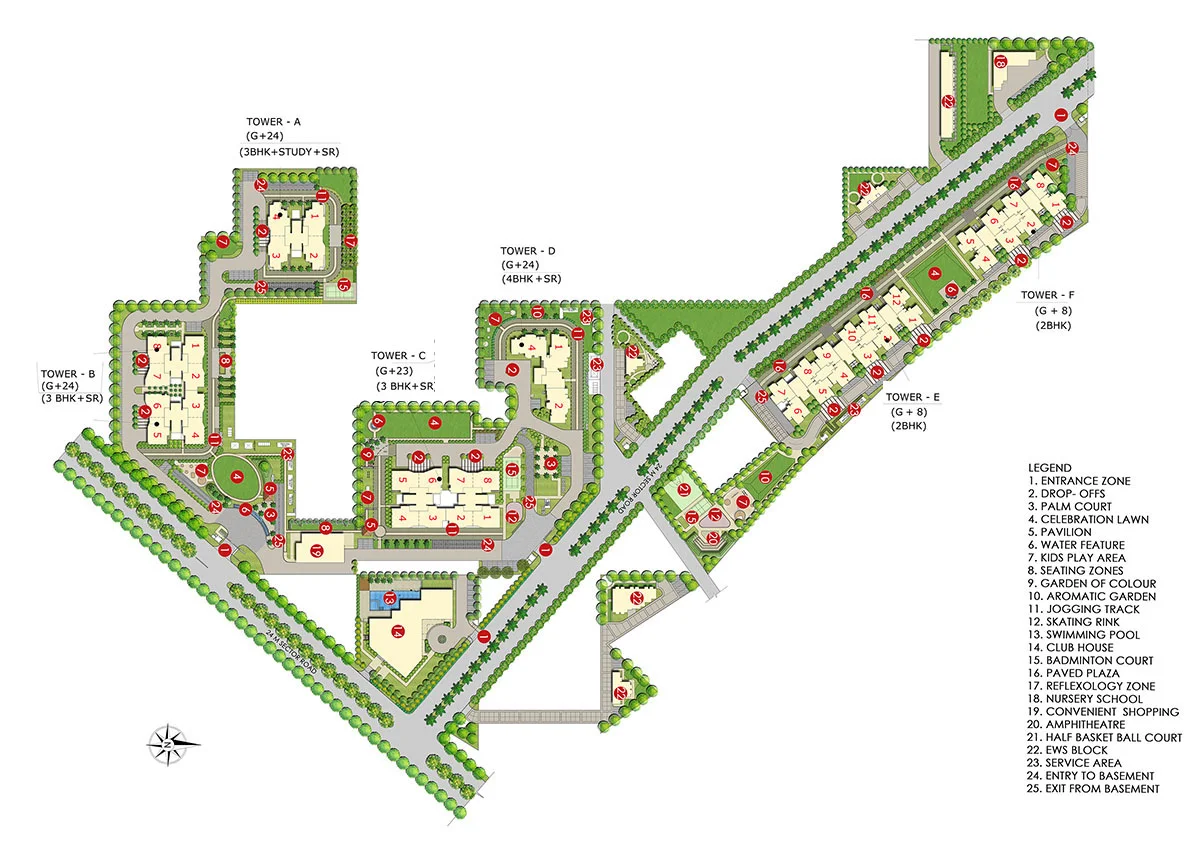 TOWER - A
(G+24)
(3BHK+STUDY+SR)
TOWER - B
(G+24)
(3 BHK+SR)
TOWER - C
(G+23)
(3 BHK+SR
TOWER - D
(G+24)
(4BHK +SR)
TOWER - E
(G + 8)
(2BHK)
TOWER - F
(G + 8)
(2BHK)
24 M SECTOR ROAD
24 M SECTOR ROAD
N
LEGEND
1. ENTRANCE ZONE
2. DROP- OFFS
3. PALM COURT
4. CELEBRATION LAWN
5. PAVILION
6. WATER FEATURE
7. KIDS PLAY AREA
8. SEATING ZONES
9. GARDEN OF COLOUR
10. AROMATIC GARDEN
11. JOGGING TRACK
12. SKATING RINK
13. SWIMMING POOL
14. CLUB HOUSE
15. BADMINTON COURT
16. PAVED PLAZA
17. REFLEXOLOGY ZONE
18. NURSERY SCHOOL
19. CONVENIENT SHOPPING
20. AMPHITHEATRE
21. HALF BASKET BALL COURT
22. EWS BLOCK
23. SERVICE AREA
24. ENTRY TO BASEMENT
25. EXIT FROM BASEMENT